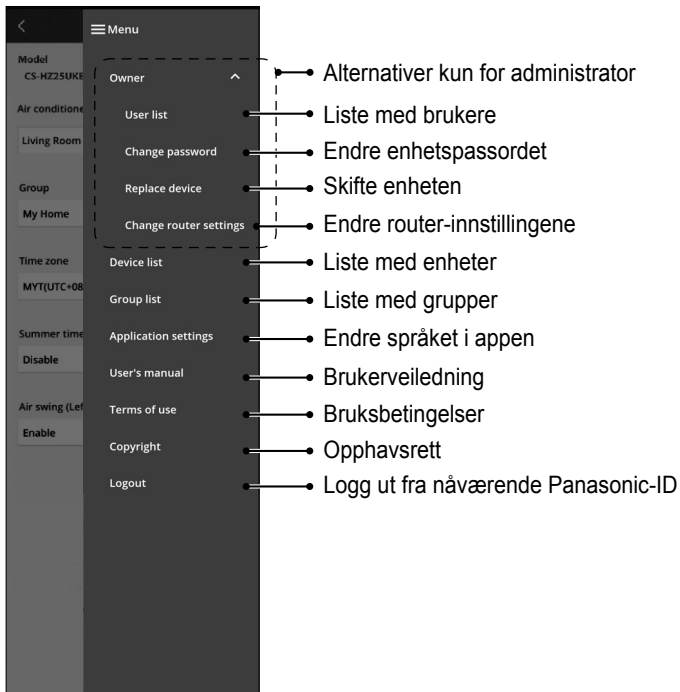 Menu
Model
CS-HZ25UKE
Owner
Alternativer kun for administrator
Air conditione
User list
Liste med brukere
Living Room
Change password
Endre enhetspassordet
Group
Replace device
Skifte enheten
My Home
Change router settings
Endre router-innstillingene
Time zone
Device list
Liste med enheter
MYT(UTC+08
Group list
Liste med grupper
Summer time
Application settings
Endre språket i appen
Disable
User's manual
Brukerveiledning
Air swing (Lef
Terms of use
Bruksbetingelser
Enable
Copyright
Opphavsrett
Logout
Logg ut fra nåværende Panasonic-ID